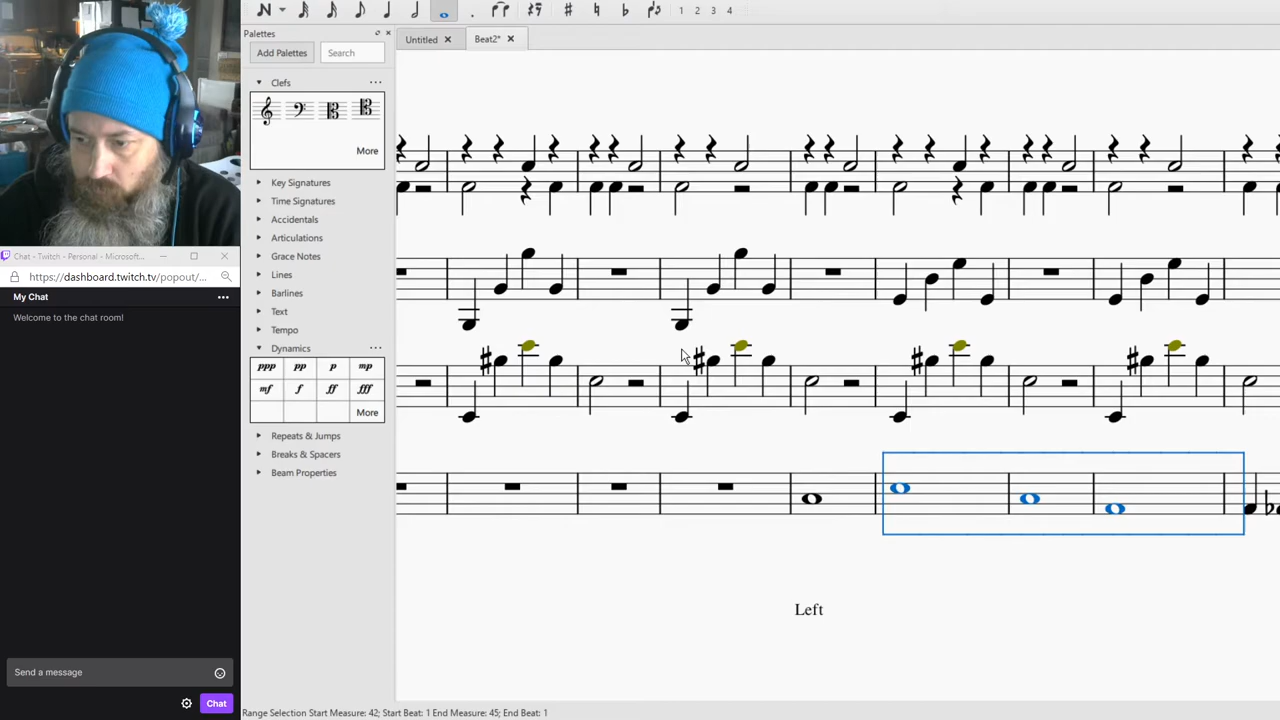 1 2 3 4
Palettes
Untitled
Beat2*
Add Palettes
Search
Clefs
More
Key Signatures
Time Signatures
Accidentals
Articulations
Grace Notes
Lines
Barlines
Text
Tempo
Dynamics
ppp pp p mp
mf f ff fff
More
Repeats & Jumps
Breaks & Spacers
Beam Properties
Chat - Twitch - Personal - Microsoft...
https://dashboard.twitch.tv/popout/...
My Chat
Welcome to the chat room!
Send a message
Chat
Left
Range Selection Start Measure: 42; Start Beat: 1 End Measure: 45; End Beat: 1